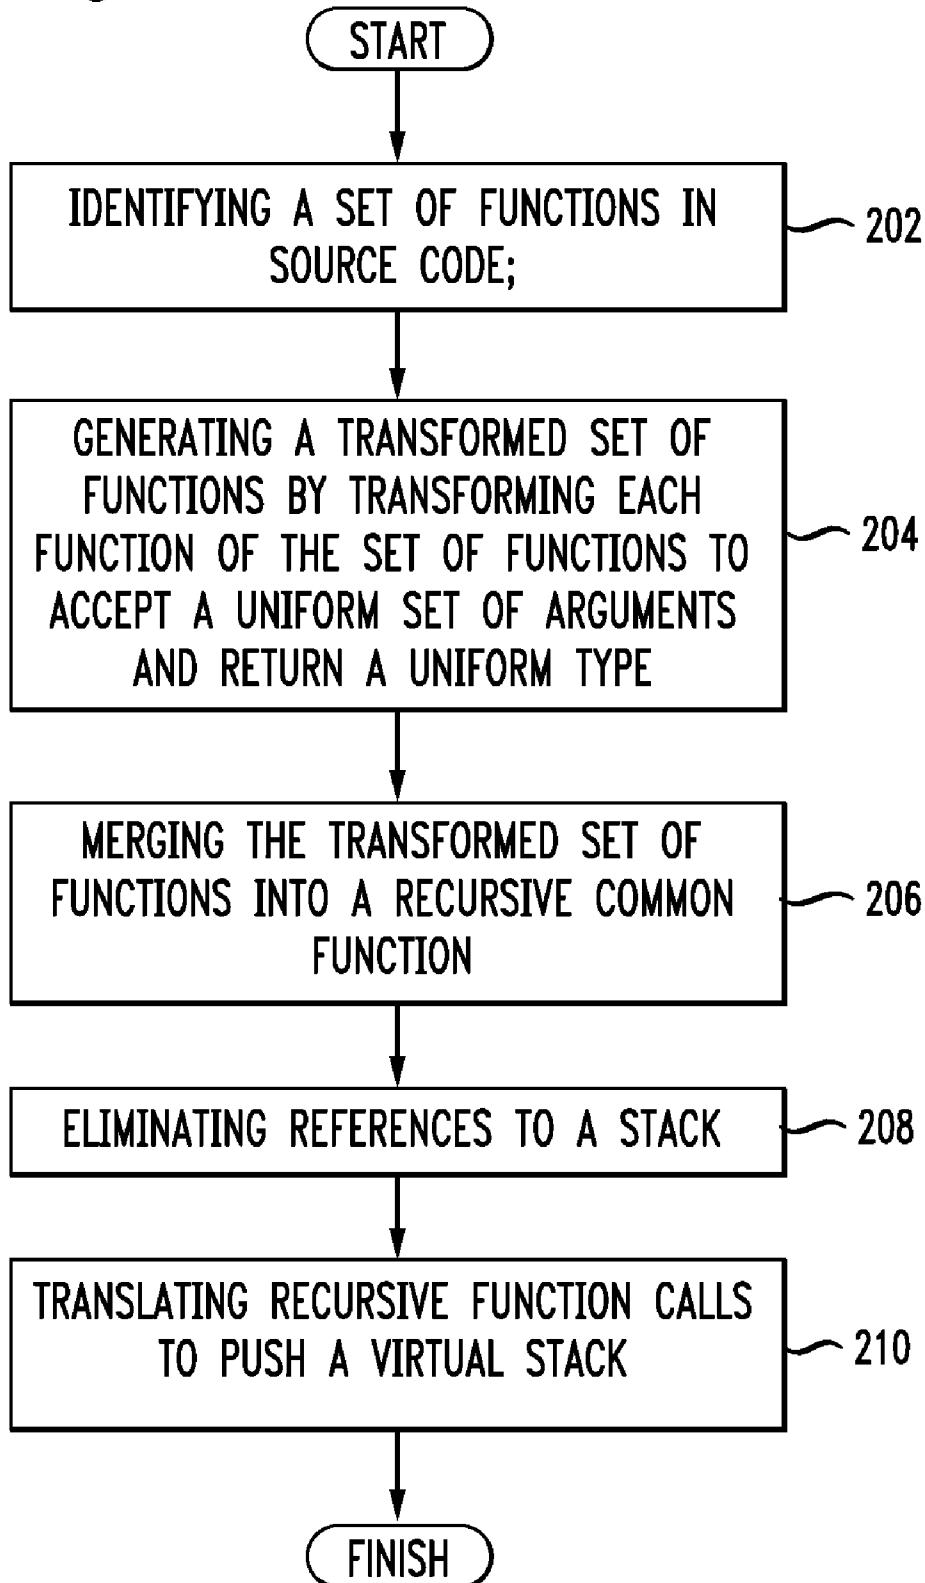 START
IDENTIFYING A SET OF FUNCTIONS IN
SOURCE CODE;
202
GENERATING A TRANSFORMED SET OF
FUNCTIONS BY TRANSFORMING EACH
FUNCTION OF THE SET OF FUNCTIONS TO
ACCEPT A UNIFORM SET OF ARGUMENTS
AND RETURN A UNIFORM TYPE
204
MERGING THE TRANSFORMED SET OF
FUNCTIONS INTO A RECURSIVE COMMON
FUNCTION
206
ELIMINATING REFERENCES TO A STACK
208
TRANSLATING RECURSIVE FUNCTION CALLS
TO PUSH A VIRTUAL STACK
210
FINISH